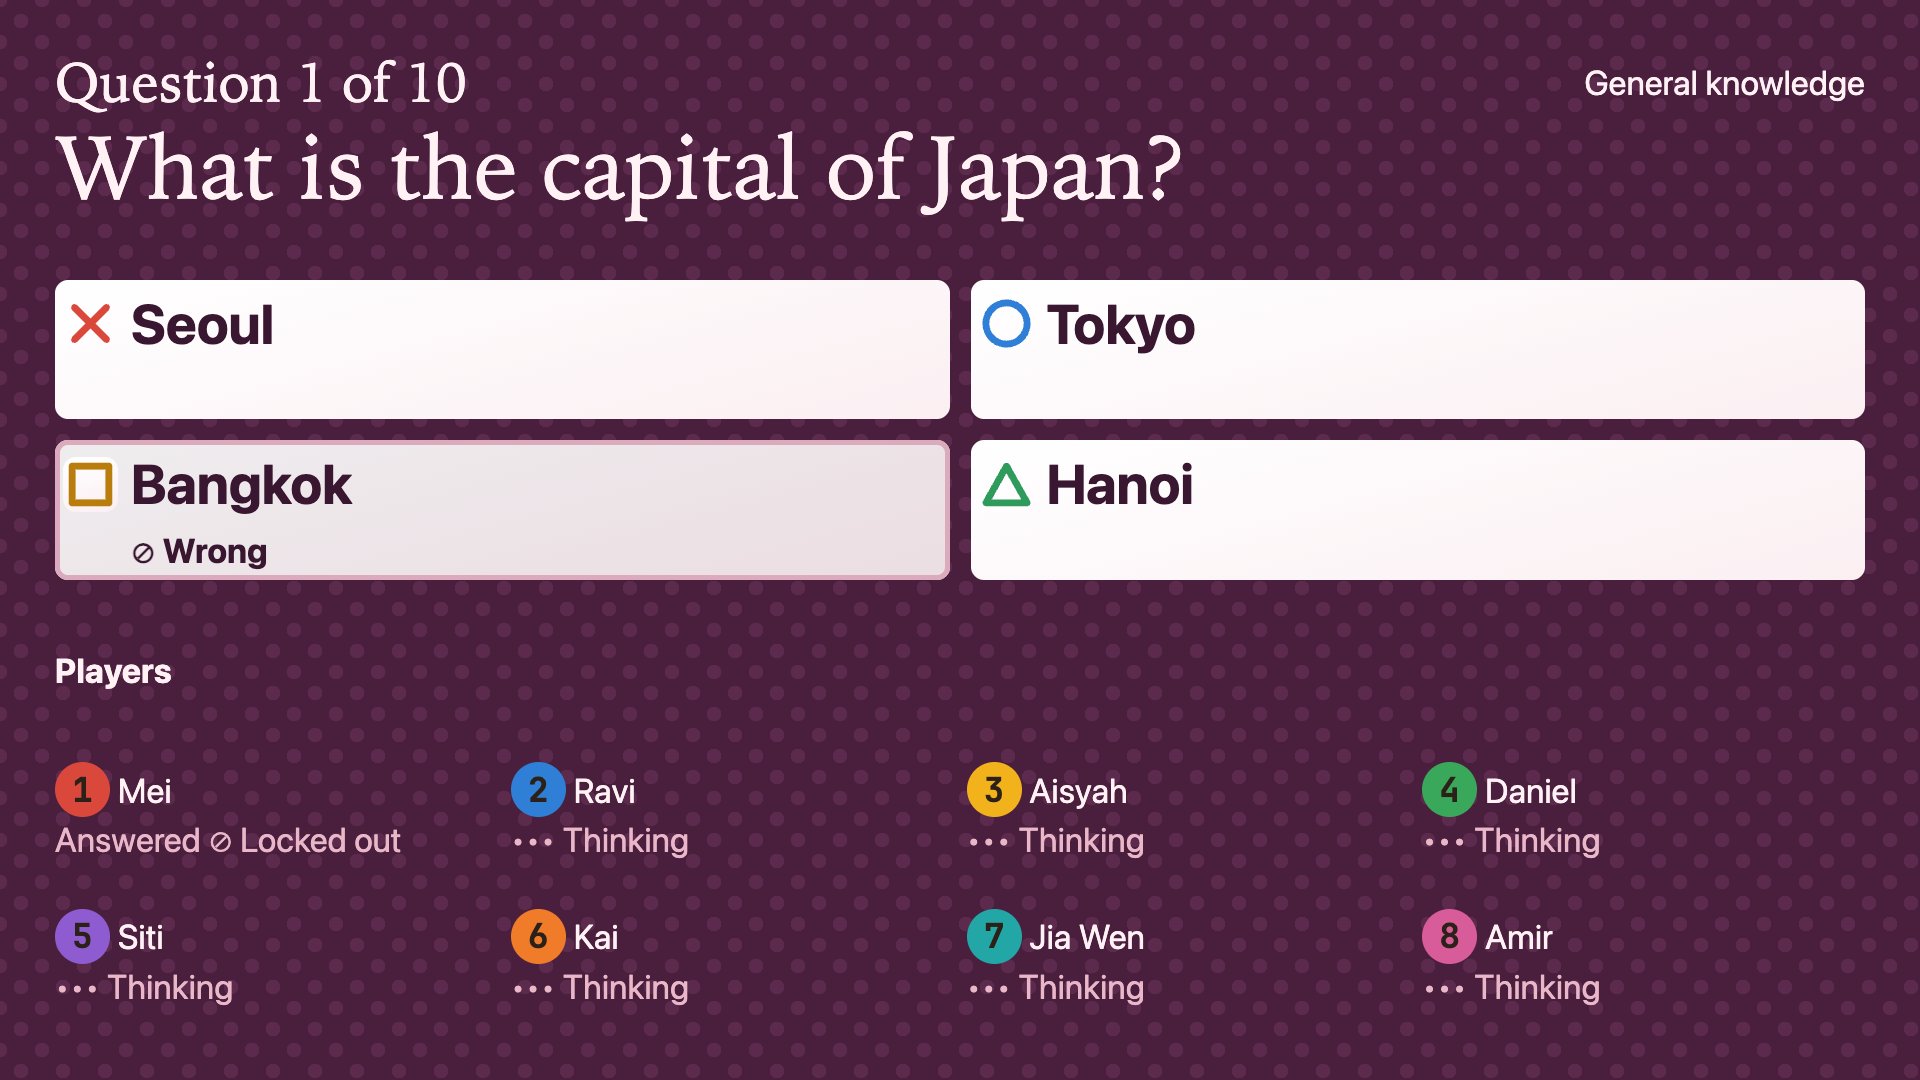 Question 1 of 10
General knowledge
What is the capital of Japan?
Seoul
Tokyo
Bangkok
Wrong
Hanoi
Players
1 Mei
Answered Locked out
2 Ravi
Thinking
3 Aisyah
Thinking
4 Daniel
Thinking
5 Siti
Thinking
6 Kai
Thinking
7 Jia Wen
Thinking
8 Amir
Thinking